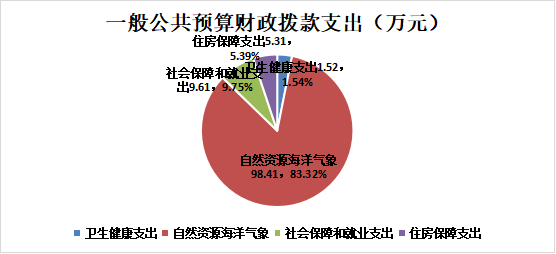 一般公共预算财政拨款支出（万元）
住房保障支出5.31，
5.39%
卫生健康支出1.52，
1.54%
社会保障和就业支
出9.61，9.75%
自然资源海洋气象
98.41，83.32%
卫生健康支出 自然资源海洋气象 社会保障和就业支出 住房保障支出